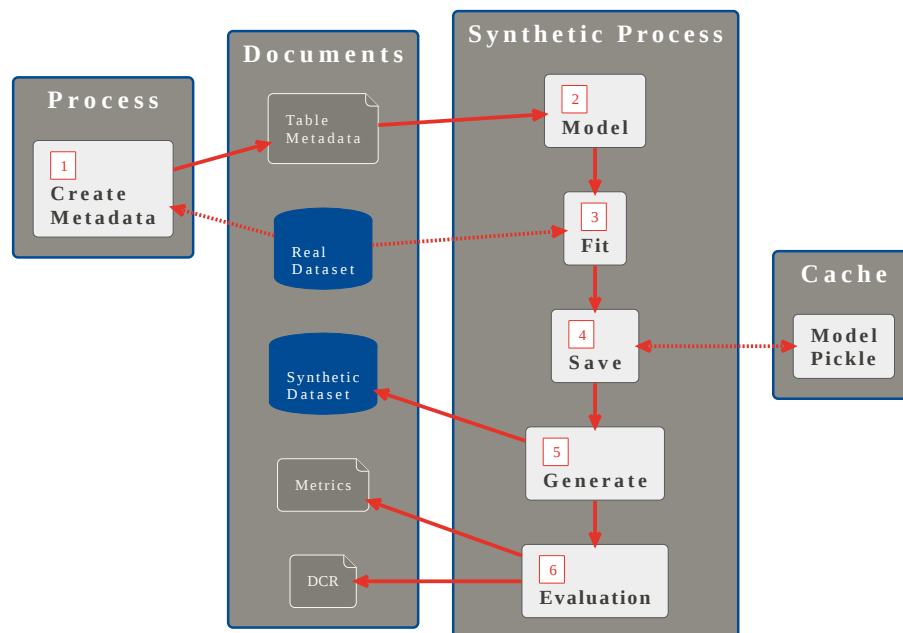 Process
1
Create
Metadata
Documents
Table
Metadata
Real
Dataset
Synthetic
Dataset
Metrics
DCR
Synthetic Process
2
Model
3
Fit
4
Save
5
Generate
6
Evaluation
Cache
Model
Pickle